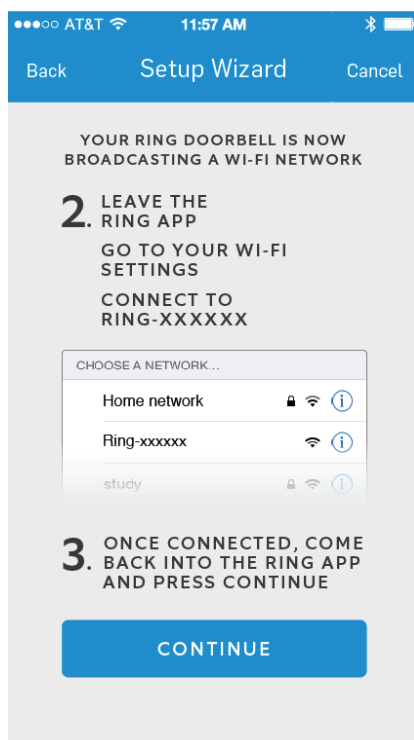 AT&T 11:57 AM
Back Setup Wizard Cancel
YOUR RING DOORBELL IS NOW
BROADCASTING A WI-FI NETWORK
2. LEAVE THE
RING APP
GO TO YOUR WI-FI
SETTINGS
CONNECT TO
RING-XXXXXX
CHOOSE A NETWORK...
Home network
Ring-xxxxxx
study
3. ONCE CONNECTED, COME
BACK INTO THE RING APP
AND PRESS CONTINUE
CONTINUE